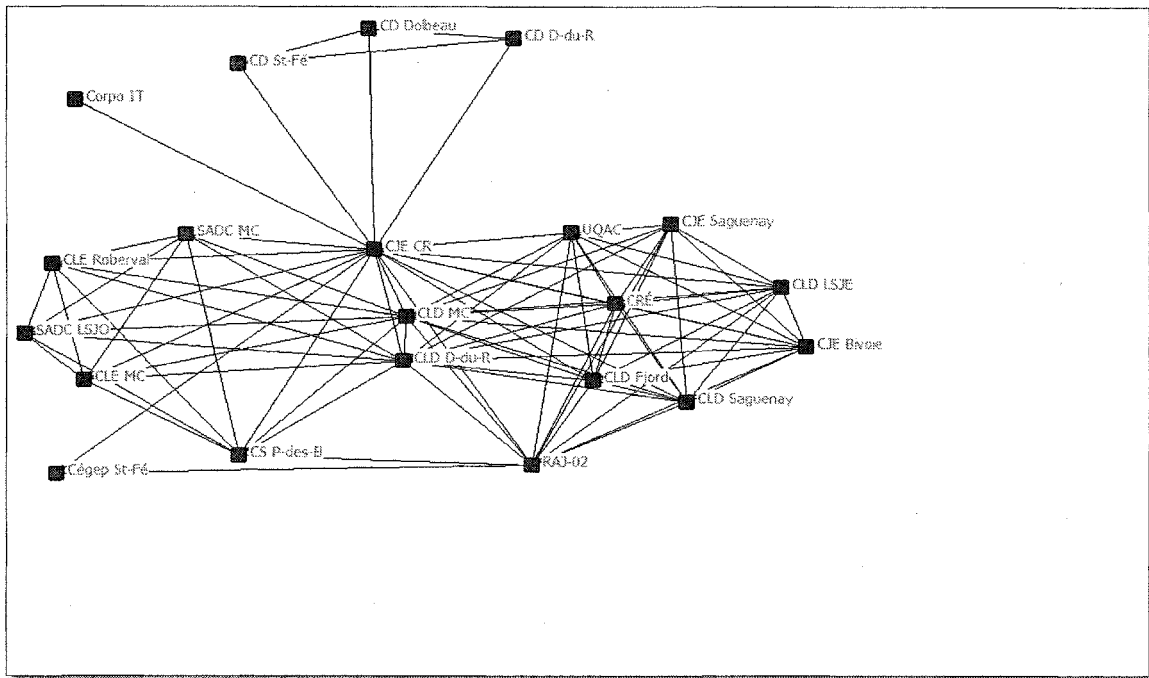 CD Dolbeau
CD D-du-R
CD St-Fé
Corpo IT
SADC MC
CJE CR
UQAC
CJE Saguenay
CLE Roberval
CLD LSJE
CRÉ
CLD MC
SADC LSJO
CJE Bivoie
CLD D-du-R
CLE MC
CLD Fjord
CLD Saguenay
CS P-des-B
RAJ-02
Cégep St-Fé